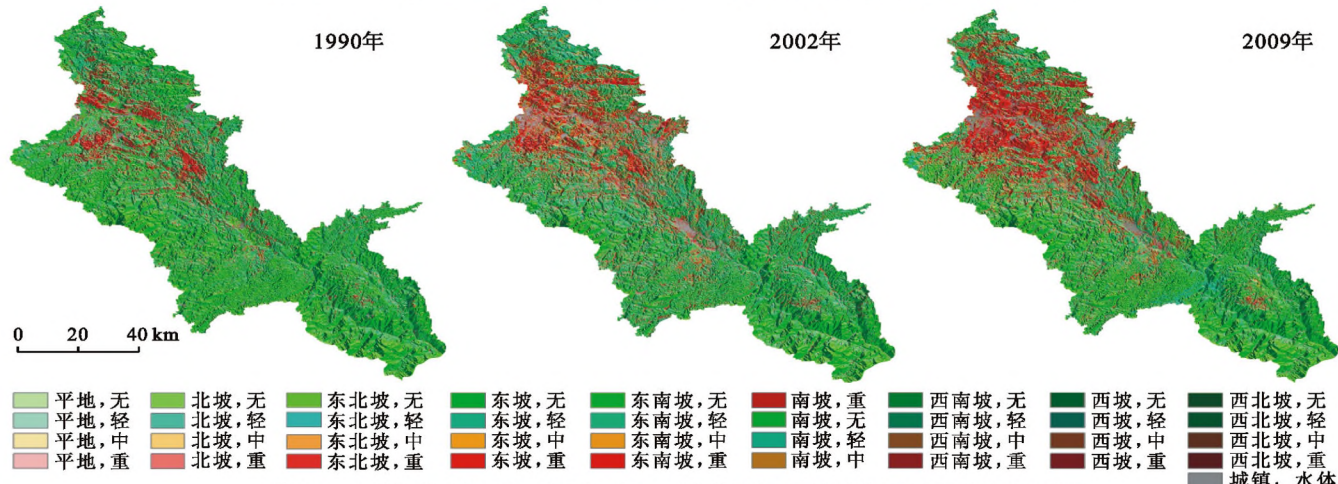 1990年 2002年 2009年
0 20 40 km
平地,无 北坡,无 东北坡,无 东坡,无 东南坡,无 南坡,重 西南坡,无 西坡,无 西北坡,无
平地,轻 北坡,轻 东北坡,轻 东坡,轻 东南坡,轻 南坡,无 西南坡,轻 西坡,轻 西北坡,轻
平地,中 北坡,中 东北坡,中 东坡,中 东南坡,中 南坡,轻 西南坡,中 西坡,中 西北坡,中
平地,重 北坡,重 东北坡,重 东坡,重 东南坡,重 南坡,中 西南坡,重 西坡,重 西北坡,重
城镇, 水体